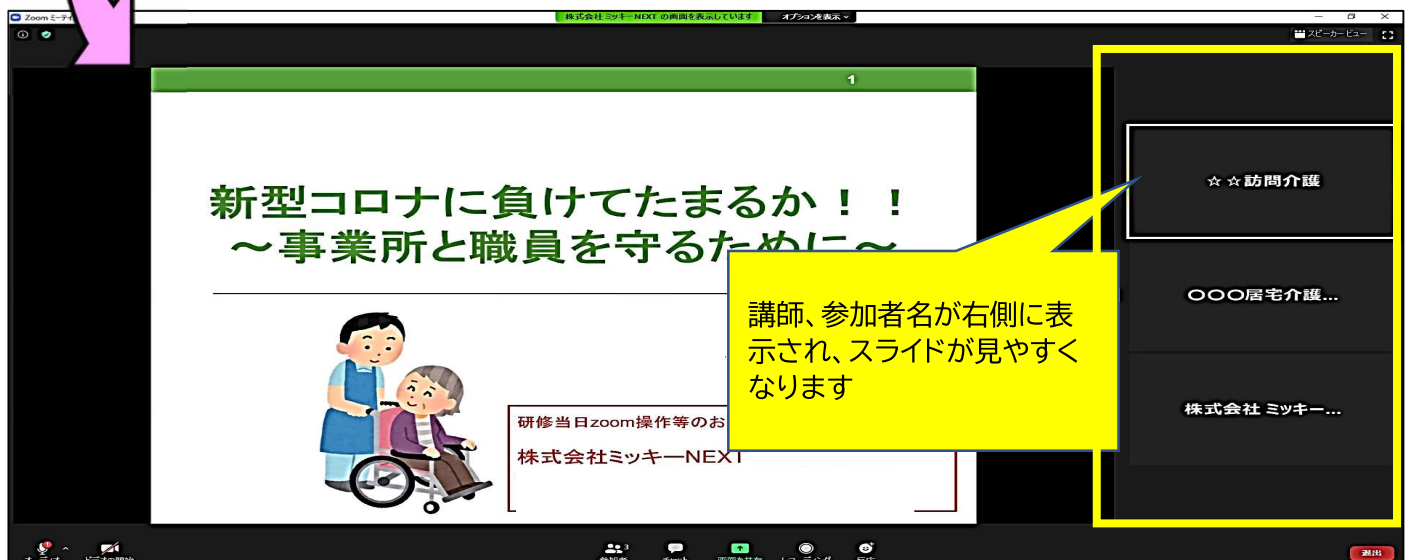 Zoom ミーテ
株式会社 ミッキーNEXT の画面を表示しています
オプションを表示
スピーカービュー
1
新型コロナに負けてたまるか！！
～事業所と職員を守るために～
研修当日zoom操作等のお
株式会社ミッキーNEXT
講師、参加者名が右側に表
示され、スライドが見やすく
なります
☆☆訪問介護
〇〇〇居宅介護...
株式会社 ミッキー...
3
退出